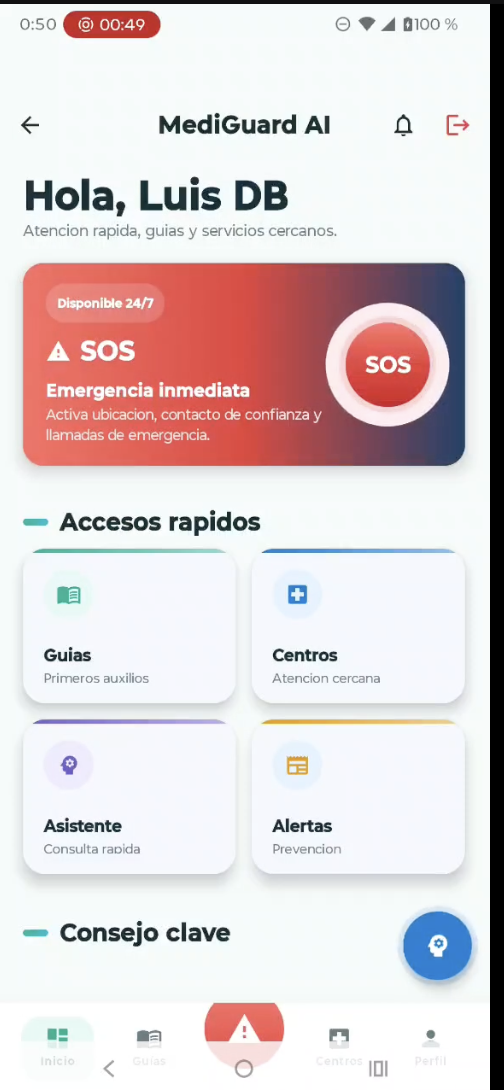 0:50 00:49 100 %
MediGuard AI
Hola, Luis DB
Atencion rapida, guias y servicios cercanos.
Disponible 24/7
SOS
SOS
Emergencia inmediata
Activa ubicacion, contacto de confianza y
llamadas de emergencia.
Accesos rapidos
Guias
Primeros auxilios
Centros
Atencion cercana
Asistente
Consulta rapida
Alertas
Prevencion
Consejo clave
Inicio Guias Centros Perfil